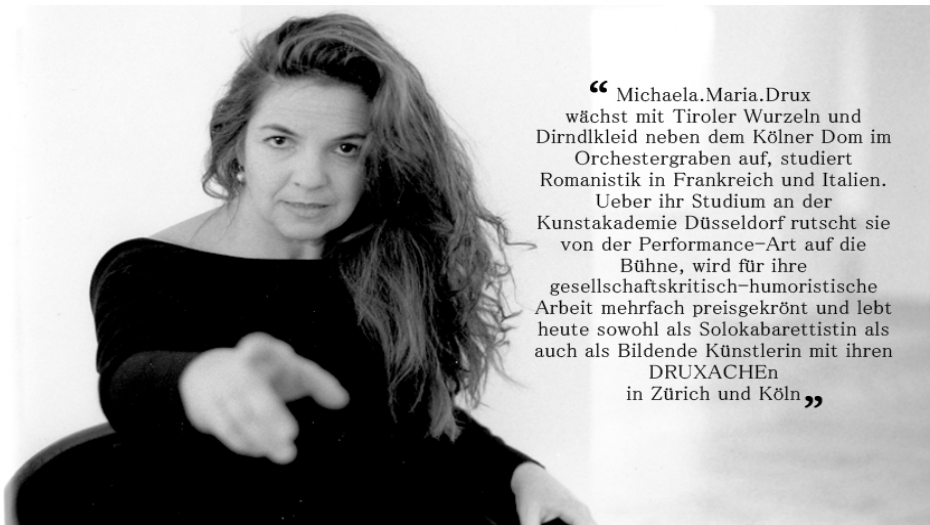 “ Michaela.Maria.Drux
wächst mit Tiroler Wurzeln und
Dirndlkleid neben dem Kölner Dom im
Orchestergraben auf, studiert
Romanistik in Frankreich und Italien.
Ueber ihr Studium an der
Kunstakademie Düsseldorf rutscht sie
von der Performance-Art auf die
Bühne, wird für ihre
gesellschaftskritisch-humoristische
Arbeit mehrfach preisgekrönt und lebt
heute sowohl als Solokabarettistin als
auch als Bildende Künstlerin mit ihren
DRUXACHEn
in Zürich und Köln „